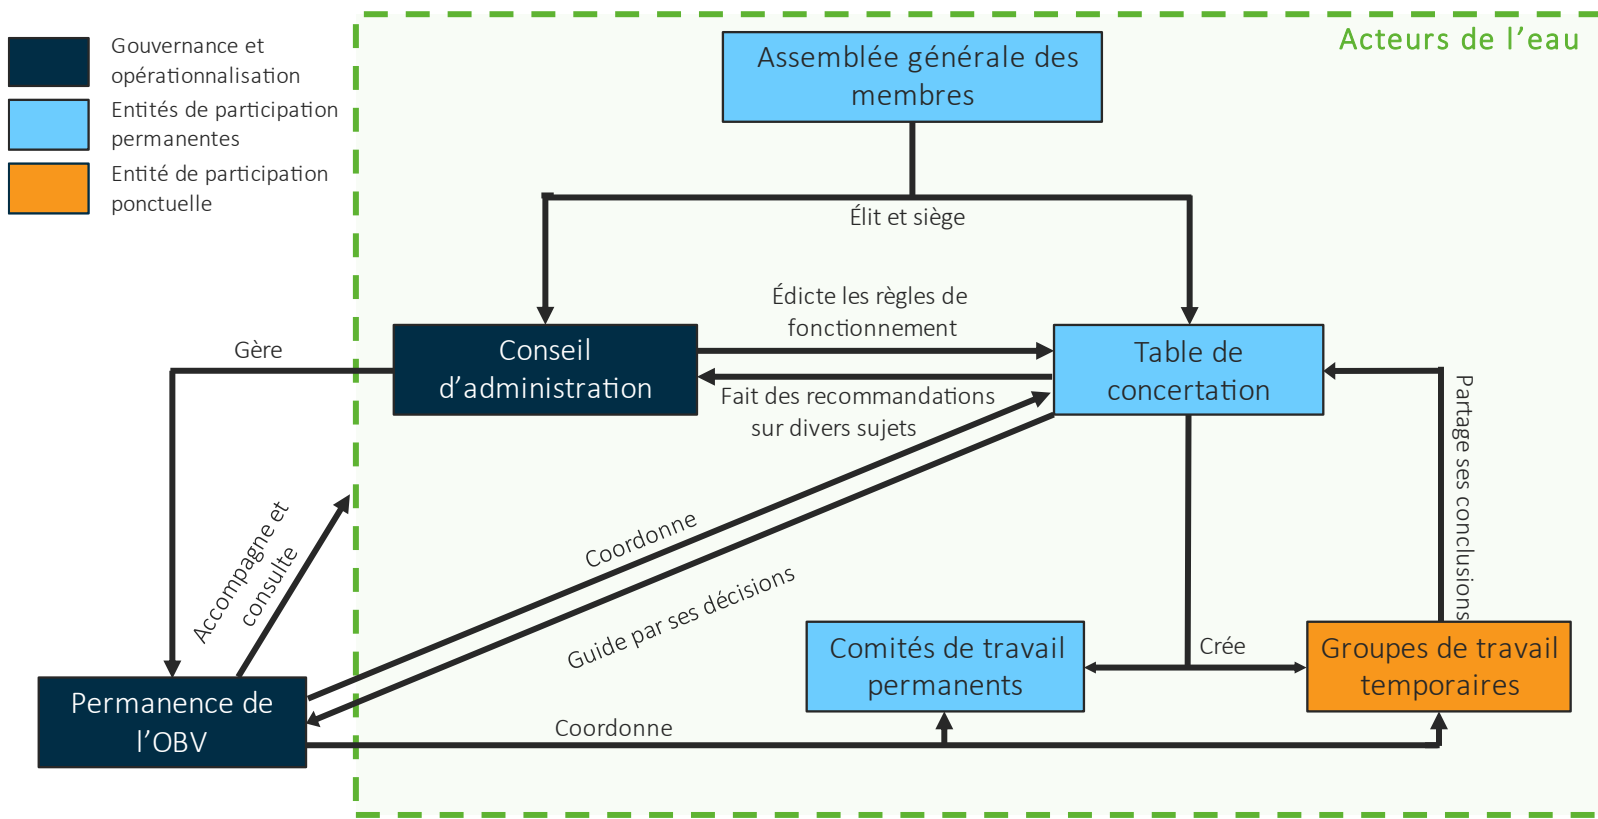 Gouvernance et
opérationnalisation
Entités de participation
permanentes
Entité de participation
ponctuelle
Acteurs de l'eau
Assemblée générale des
membres
Élit et siège
Édicte les règles de
fonctionnement
Gère
Conseil
d'administration
Table de
concertation
Fait des recommandations
sur divers sujets
Partage ses conclusions
Accompagne et
consulte
Coordonne
Guide par ses décisions
Comités de travail
permanents
Crée
Groupes de travail
temporaires
Permanence de
l'OBV
Coordonne